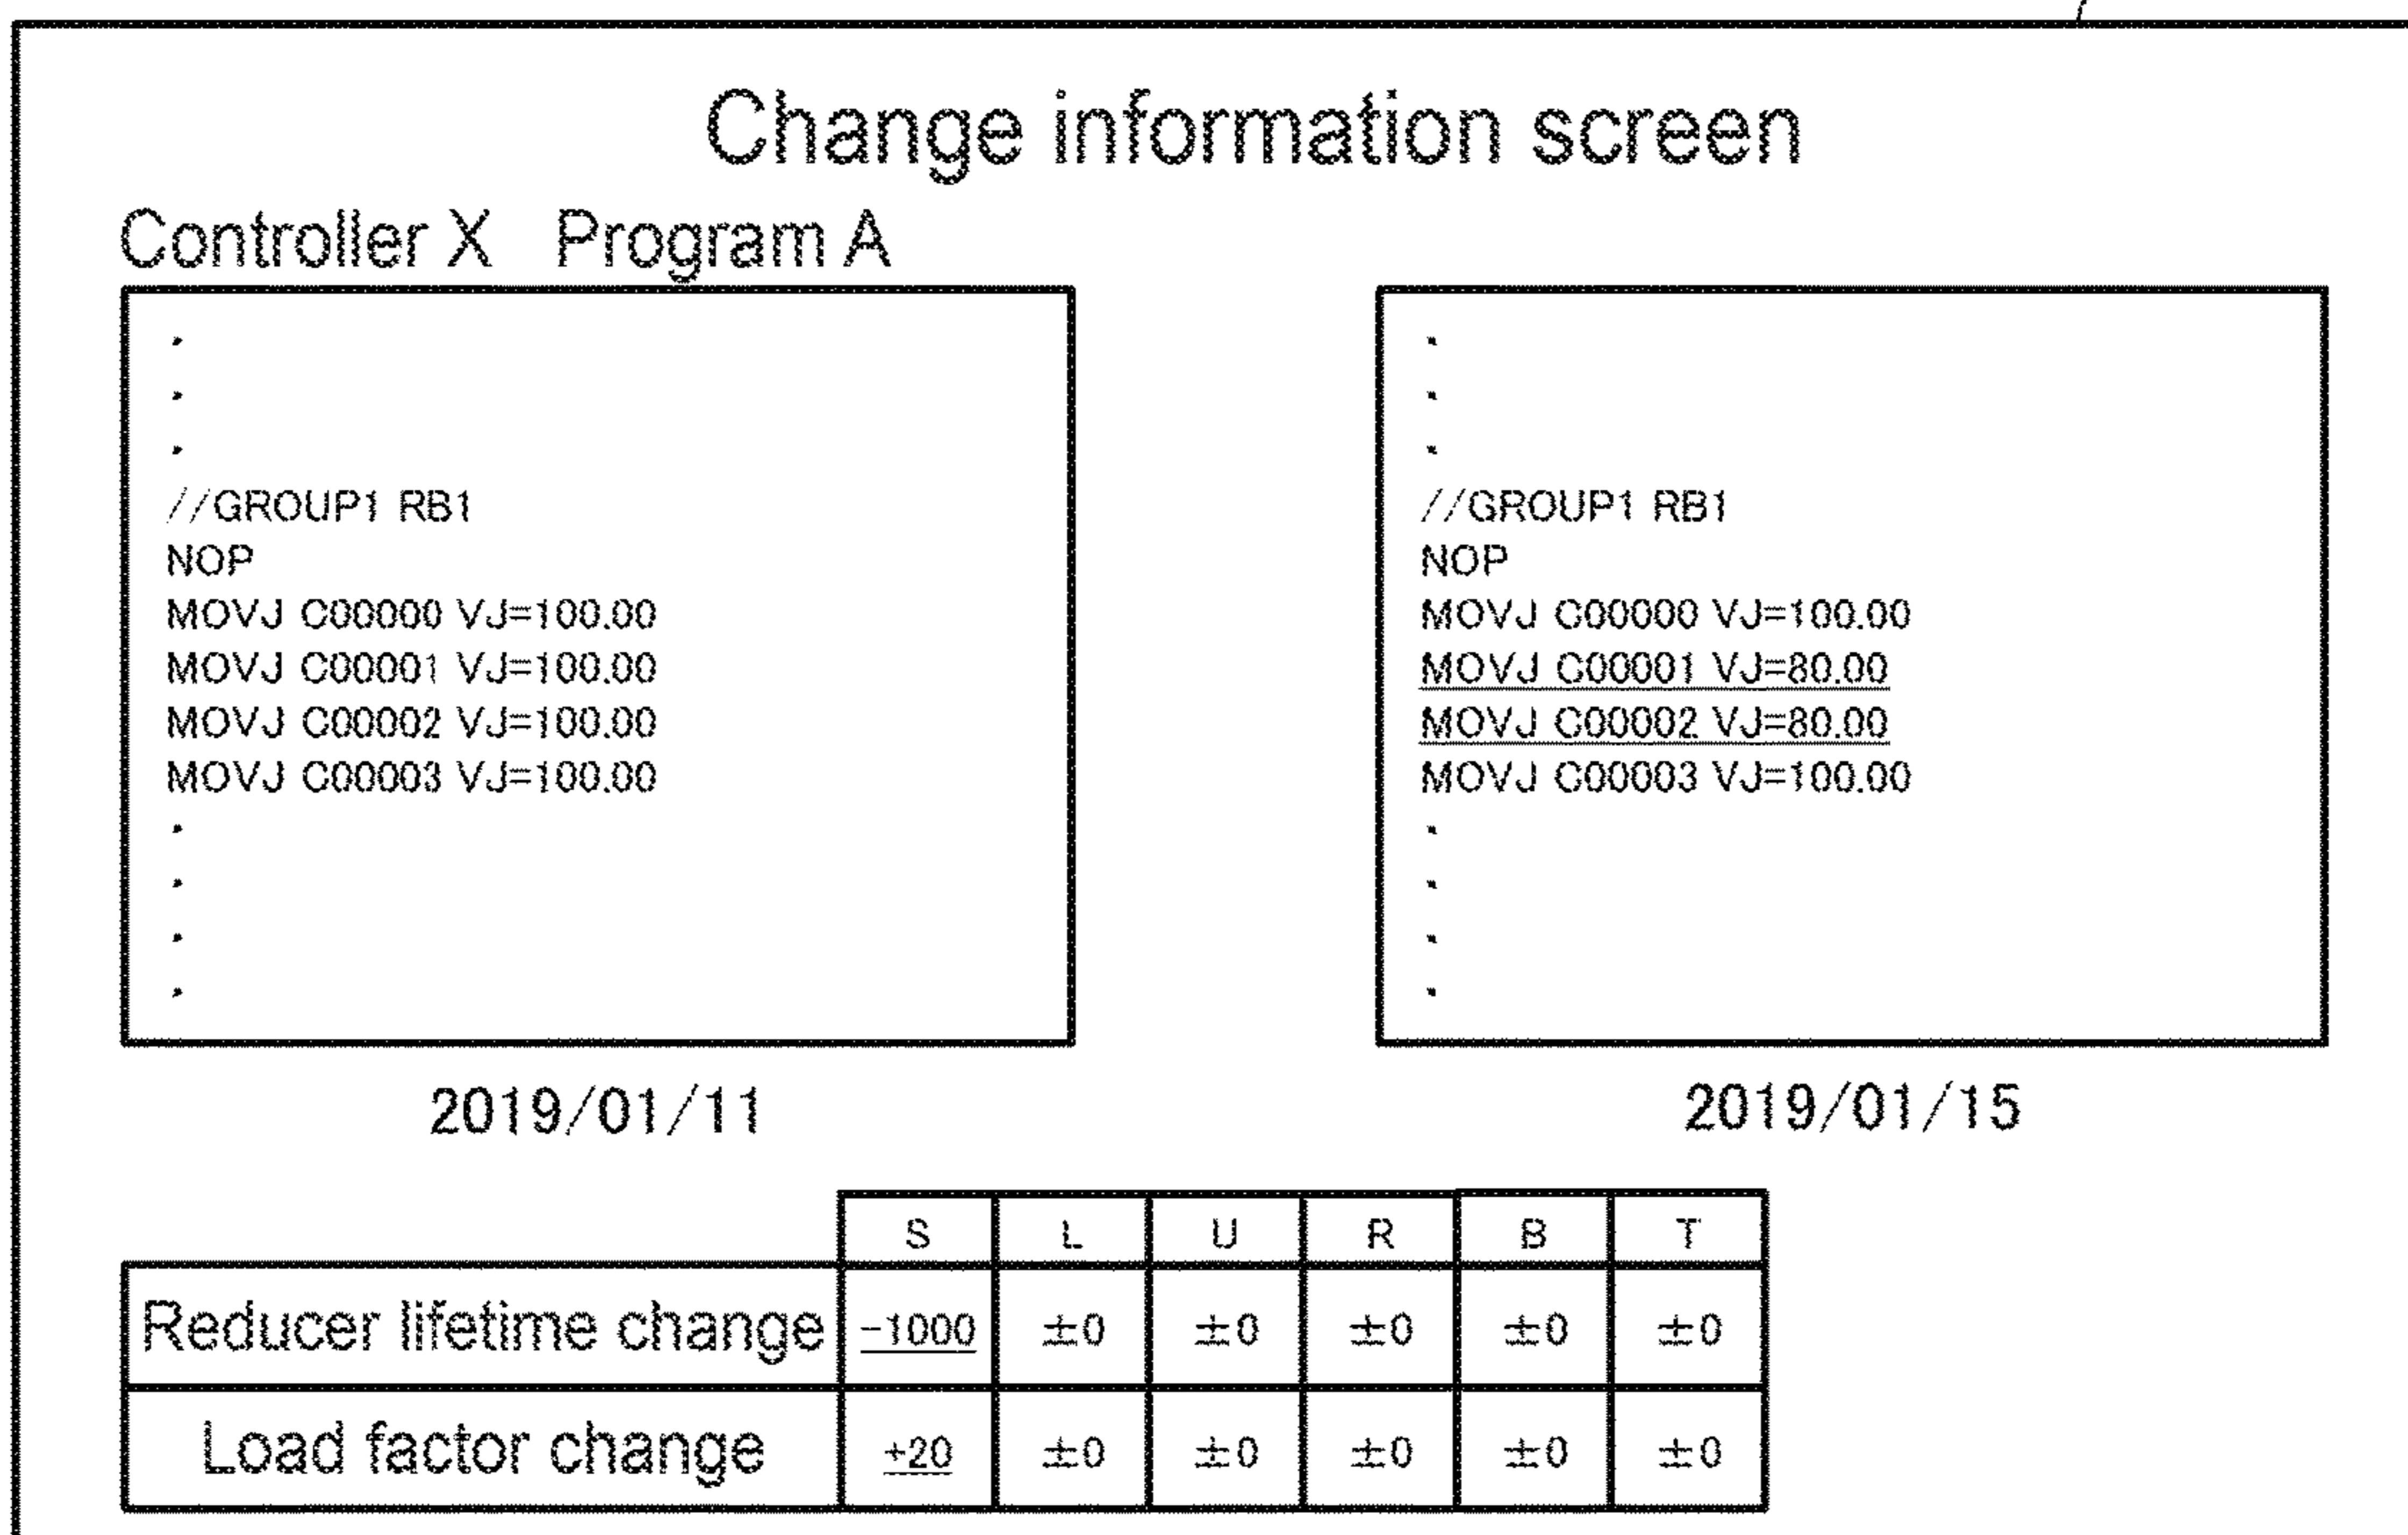 Change information screen
Controller X Program A
//GROUP1 RB1
NOP
MOVJ C00000 VJ=100.00
MOVJ C00001 VJ=100.00
MOVJ C00002 VJ=100.00
MOVJ C00003 VJ=100.00
2019/01/11
//GROUP1 RB1
NOP
MOVJ C00000 VJ=100.00
MOVJ C00001 VJ=80.00
MOVJ C00002 VJ=80.00
MOVJ C00003 VJ=100.00
2019/01/15
S L U R B T
Reducer lifetime change -1000 ±0 ±0 ±0 ±0 ±0
Load factor change +20 ±0 ±0 ±0 ±0 ±0